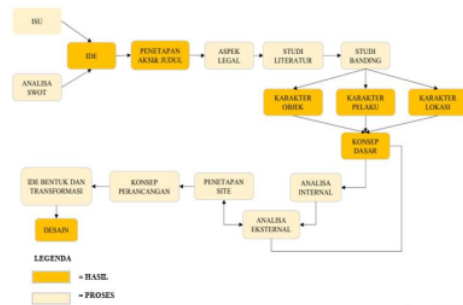 ISU
IDE
PENETAPAN
AKSI& JUDUL
ASPEK
LEGAL
STUDI
LITERATUR
STUDI
BANDING
ANALISA
SWOT
KARAKTER
OBJEK
KARAKTER
PELAKU
KARAKTER
LOKASI
KONSEP
DASAR
IDE BENTUK DAN
TRANSFORMASI
KONSEP
PERANCANGAN
PENETAPAN
SITE
ANALISA
INTERNAL
ANALISA
EKSTERNAL
DESAIN
LEGENDA
= HASIL
= PROSES